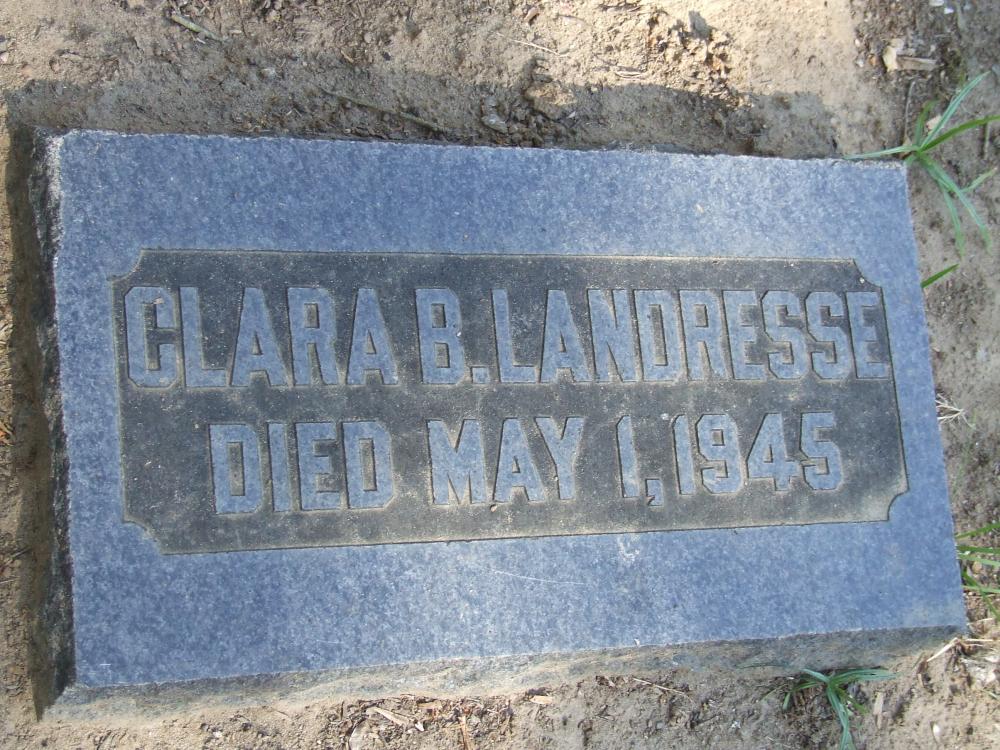 CLARA B. LANDRESSE
DIED MAY 1, 1945